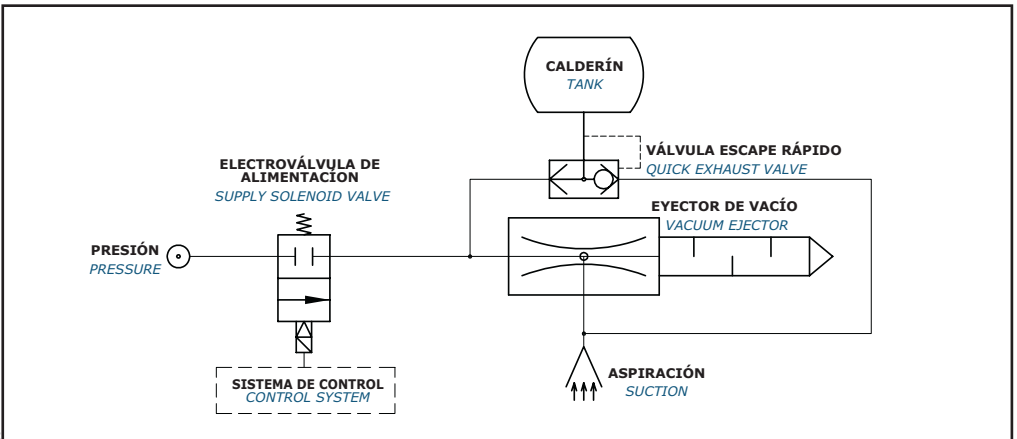 CALDERÍN
TANK
VÁLVULA ESCAPE RÁPIDO
QUICK EXHAUST VALVE
ELECTROVÁLVULA DE
ALIMENTACÍON
SUPPLY SOLENOID VALVE
EYECTOR DE VACÍO
VACUUM EJECTOR
PRESIÓN
PRESSURE
SISTEMA DE CONTROL
CONTROL SYSTEM
ASPIRACIÓN
SUCTION